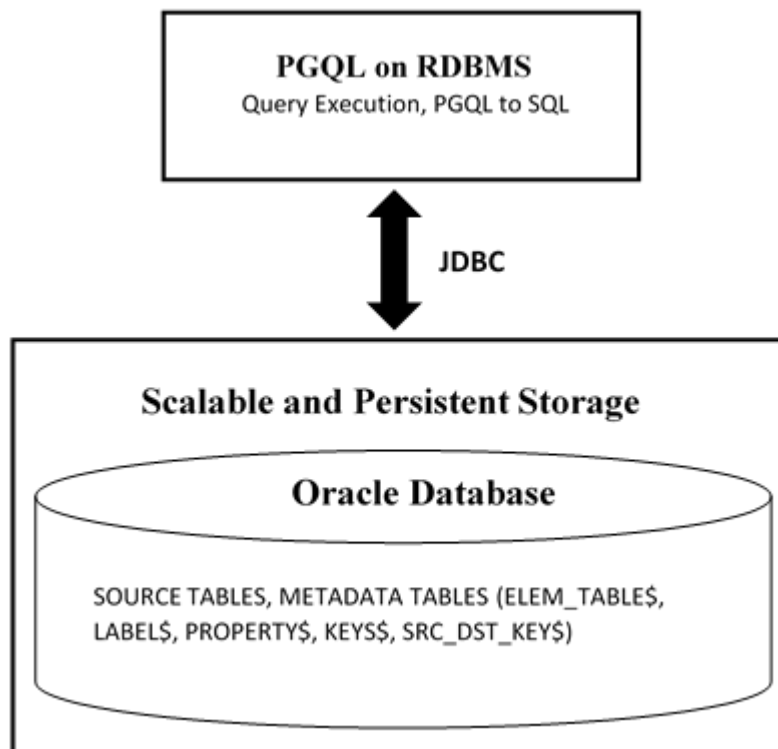 PGQL on RDBMS
Query Execution, PGQL to SQL
JDBC
Scalable and Persistent Storage
Oracle Database
SOURCE TABLES, METADATA TABLES (ELEM_TABLE$,
LABEL$, PROPERTY$, KEYS$, SRC_DST_KEY$)